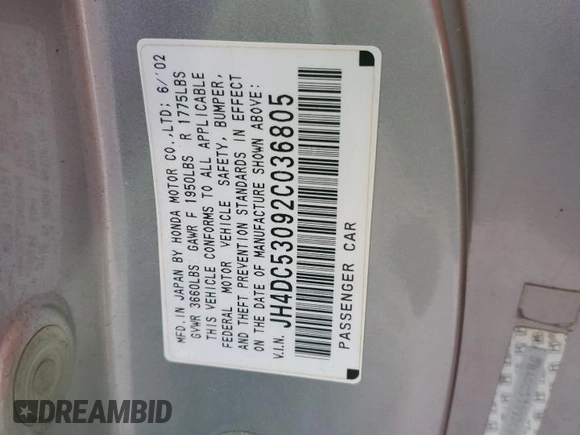 MFD. IN JAPAN BY HONDA MOTOR CO.,LTD: 6/'02
GVWR 3660LBS GAWR F 1950LBS R 1775LBS
THIS VEHICLE CONFORMS TO ALL APPLICABLE
FEDERAL MOTOR VEHICLE SAFETY, BUMPER,
AND THEFT PREVENTION STANDARDS IN EFFECT
ON THE DATE OF MANUFACTURE SHOWN ABOVE:
V.I.N. JH4DC53092C036805
PASSENGER CAR
DREAMBID